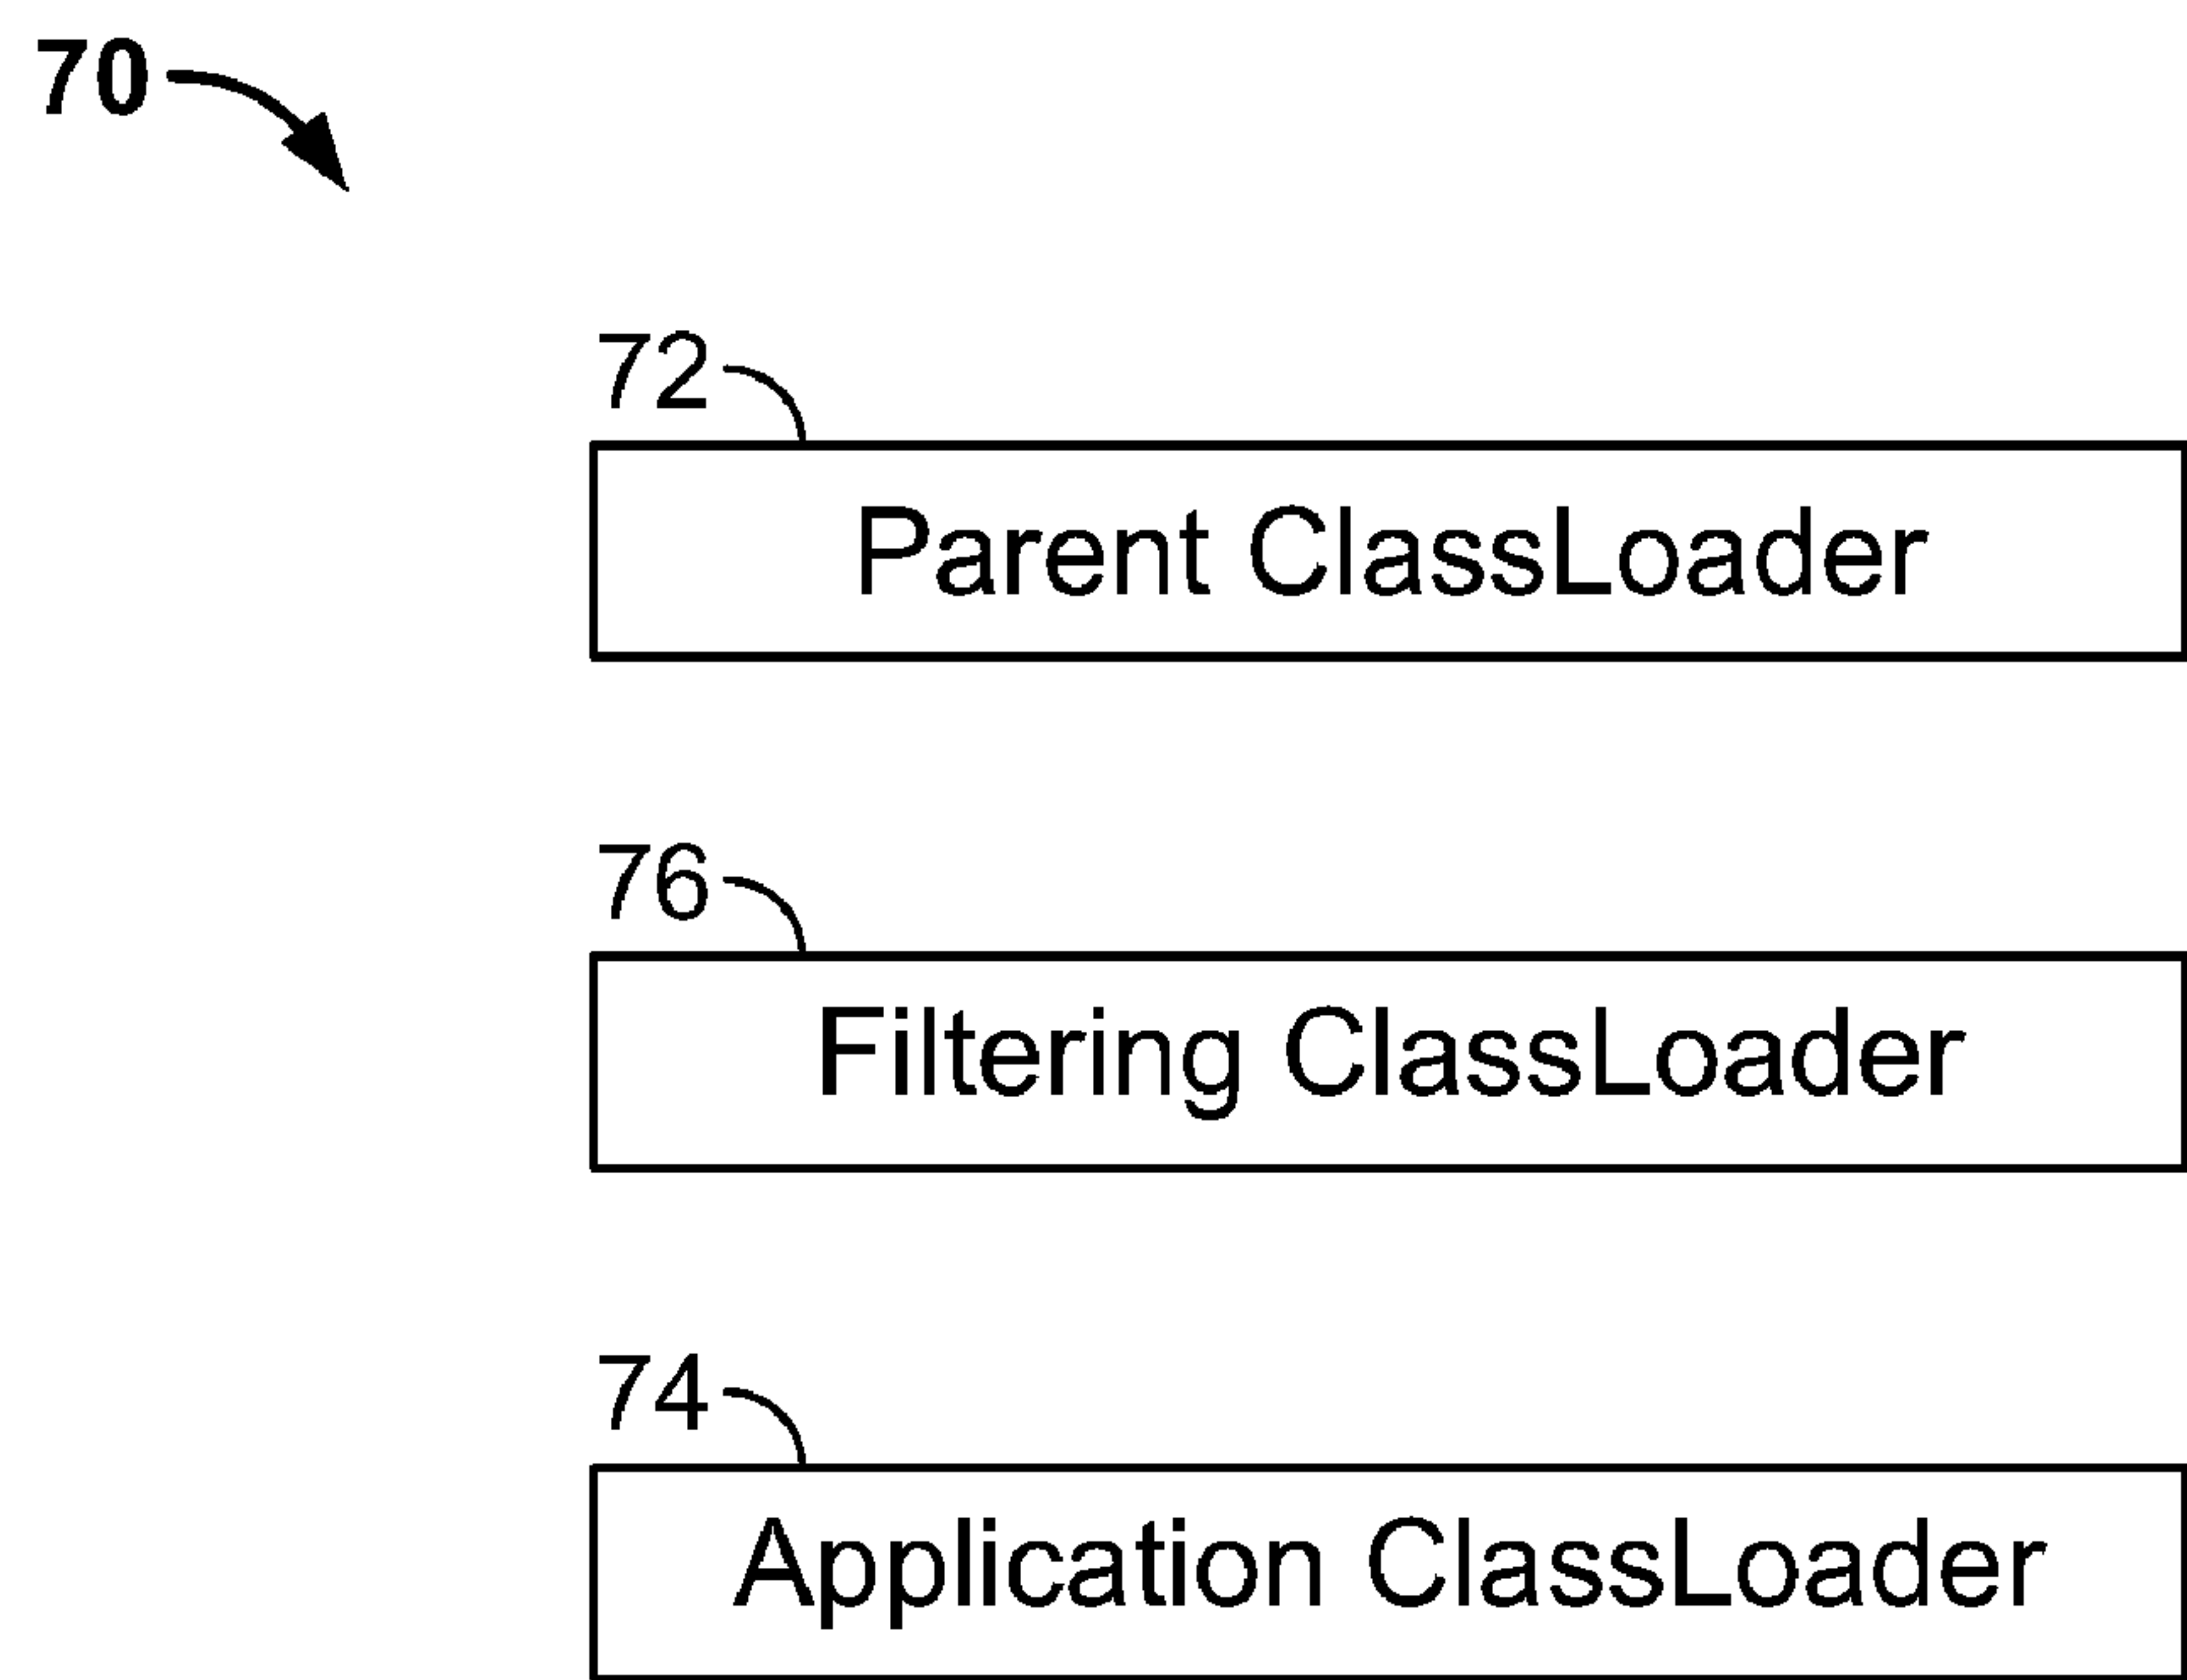 70
72
Parent ClassLoader
76
Filtering ClassLoader
74
Application ClassLoader